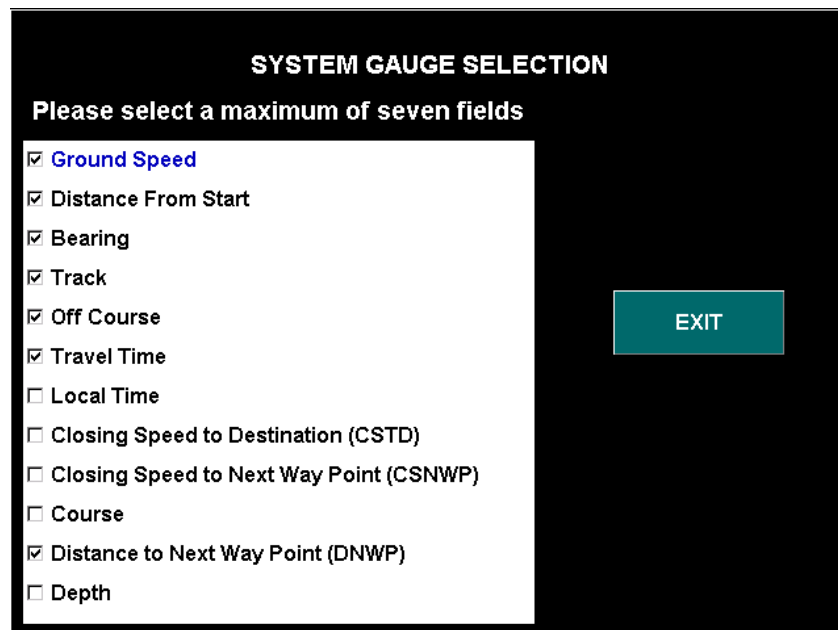 SYSTEM GAUGE SELECTION
Please select a maximum of seven fields
Ground Speed
Distance From Start
Bearing
Track
Off Course
EXIT
Travel Time
Local Time
Closing Speed to Destination (CSTD)
Closing Speed to Next Way Point (CSNWP)
Course
Distance to Next Way Point (DNWP)
Depth